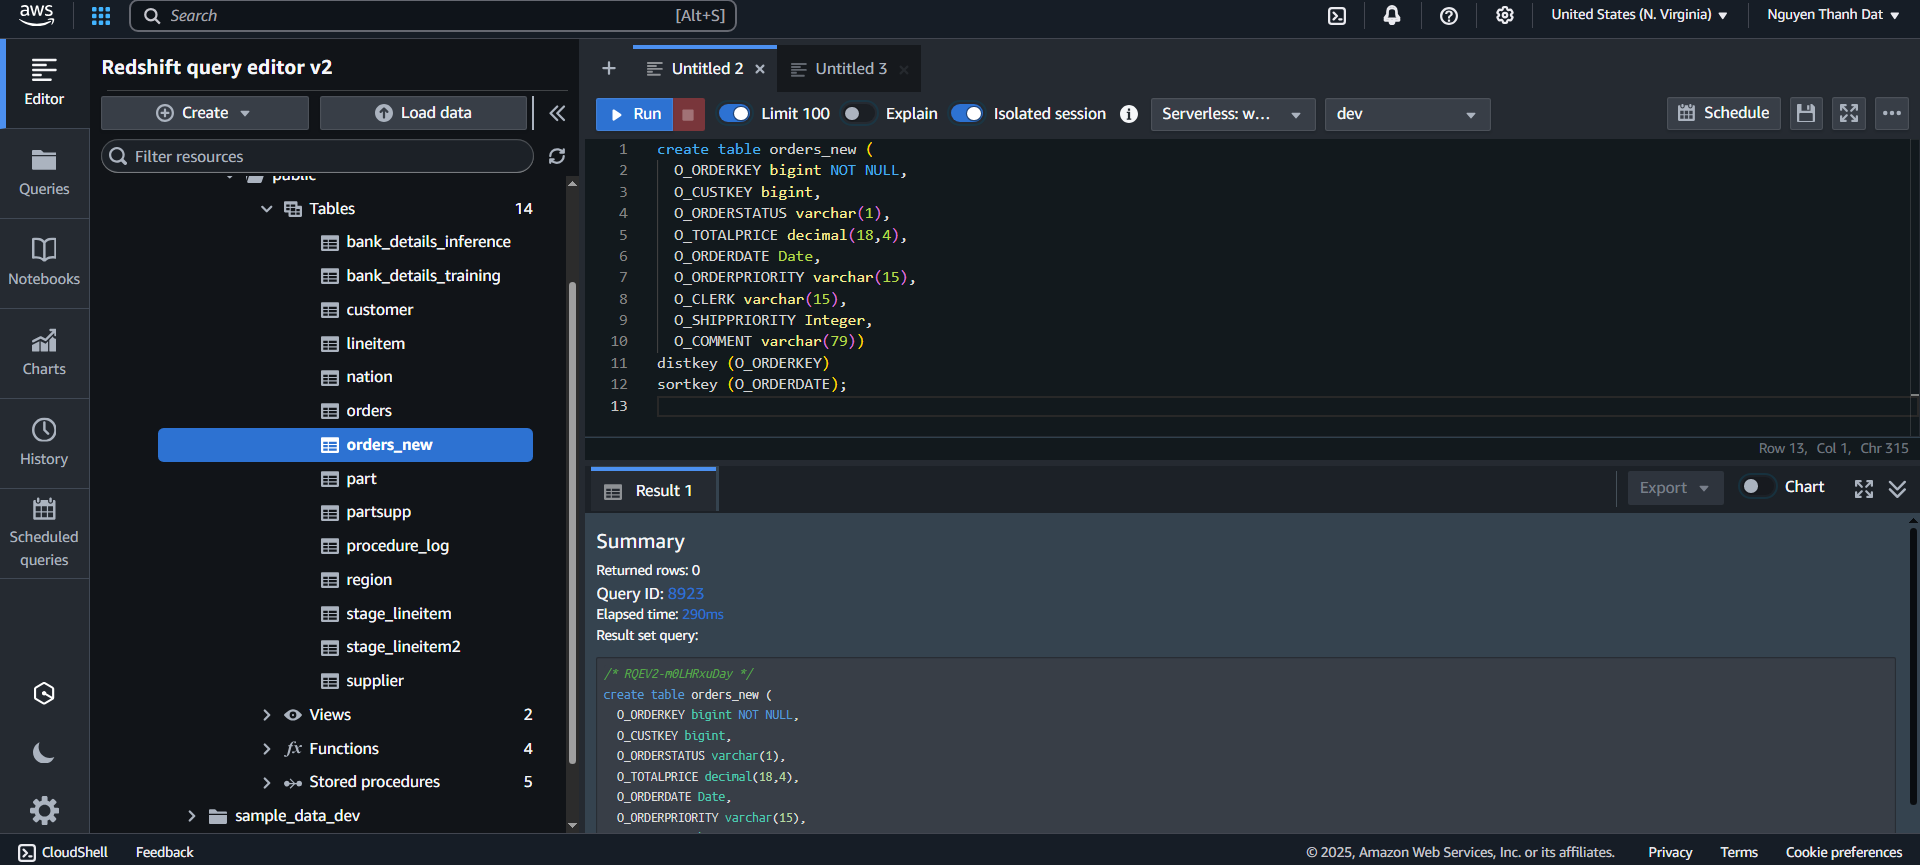 aws
Search
[Alt+S]
United States (N. Virginia)
Nguyen Thanh Dat
Editor
Queries
Notebooks
Charts
History
Scheduled
queries
Redshift query editor v2
Create
Load data
Filter resources
public
Tables 14
bank_details_inference
bank_details_training
customer
lineitem
nation
orders
orders_new
part
partsupp
procedure_log
region
stage_lineitem
stage_lineitem2
supplier
Views 2
fx Functions 4
Stored procedures 5
sample_data_dev
Untitled 2
Untitled 3
Run
Limit 100
Explain
Isolated session
Serverless: w...
dev
Schedule
1 create table orders_new (
2 O_ORDERKEY bigint NOT NULL,
3 O_CUSTKEY bigint,
4 O_ORDERSTATUS varchar(1),
5 O_TOTALPRICE decimal(18,4),
6 O_ORDERDATE Date,
7 O_ORDERPRIORITY varchar(15),
8 O_CLERK varchar(15),
9 O_SHIPPRIORITY Integer,
10 O_COMMENT varchar(79))
11 distkey (O_ORDERKEY)
12 sortkey (O_ORDERDATE);
13
Row 13, Col 1, Chr 315
Result 1
Export
Chart
Summary
Returned rows: 0
Query ID: 8923
Elapsed time: 290ms
Result set query:
/* RQEV2-m0LHRxuDay */
create table orders_new (
O_ORDERKEY bigint NOT NULL,
O_CUSTKEY bigint,
O_ORDERSTATUS varchar(1),
O_TOTALPRICE decimal(18,4),
O_ORDERDATE Date,
O_ORDERPRIORITY varchar(15),
CloudShell
Feedback
© 2025, Amazon Web Services, Inc. or its affiliates.
Privacy
Terms
Cookie preferences